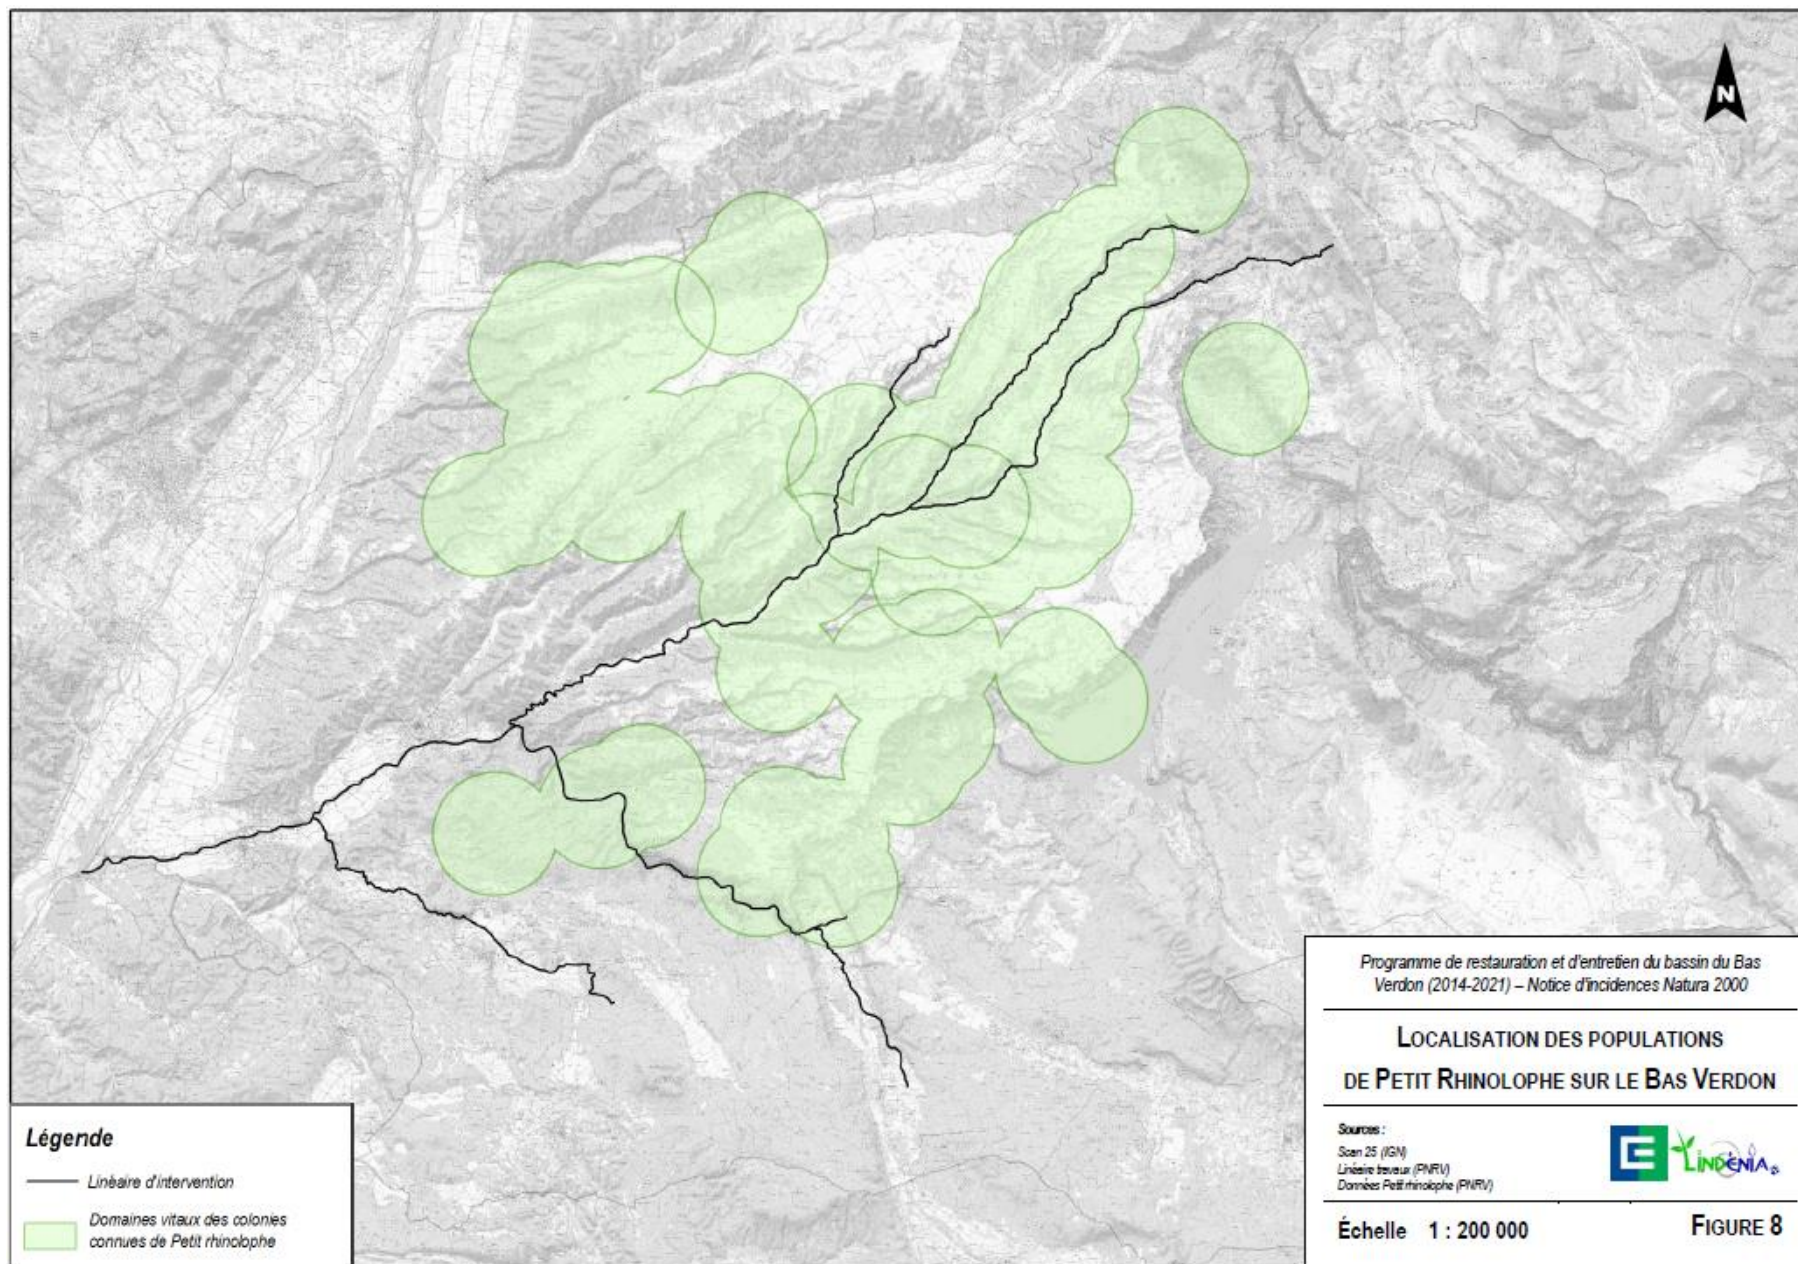 N
Programme de restauration et d'entretien du bassin du Bas
Verdon (2014-2021) – Notice d'incidences Natura 2000
LOCALISATION DES POPULATIONS
DE PETIT RHINOLOPHE SUR LE BAS VERDON
Sources :
Scan 25 (IGN)
Linéaire travaux (PNRV)
Données Petit rhinolophe (PNRV)
LINDÉNIA
Échelle 1 : 200 000
FIGURE 8
Légende
Linéaire d'intervention
Domaines vitaux des colonies
connues de Petit rhinolophe